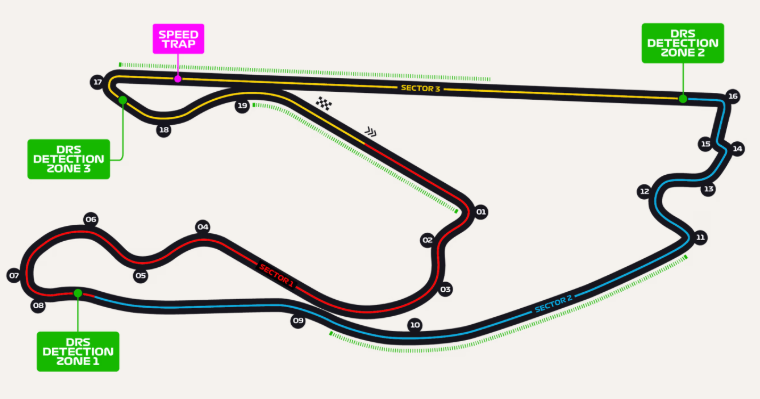 SPEED
TRAP
DRS
DETECTION
ZONE 2
17
SECTOR 3
16
19
18
15
14
DRS
DETECTION
ZONE 3
13
12
01
06
04
02
11
05
07
SECTOR 1
03
08
SECTOR 2
09
10
DRS
DETECTION
ZONE 1